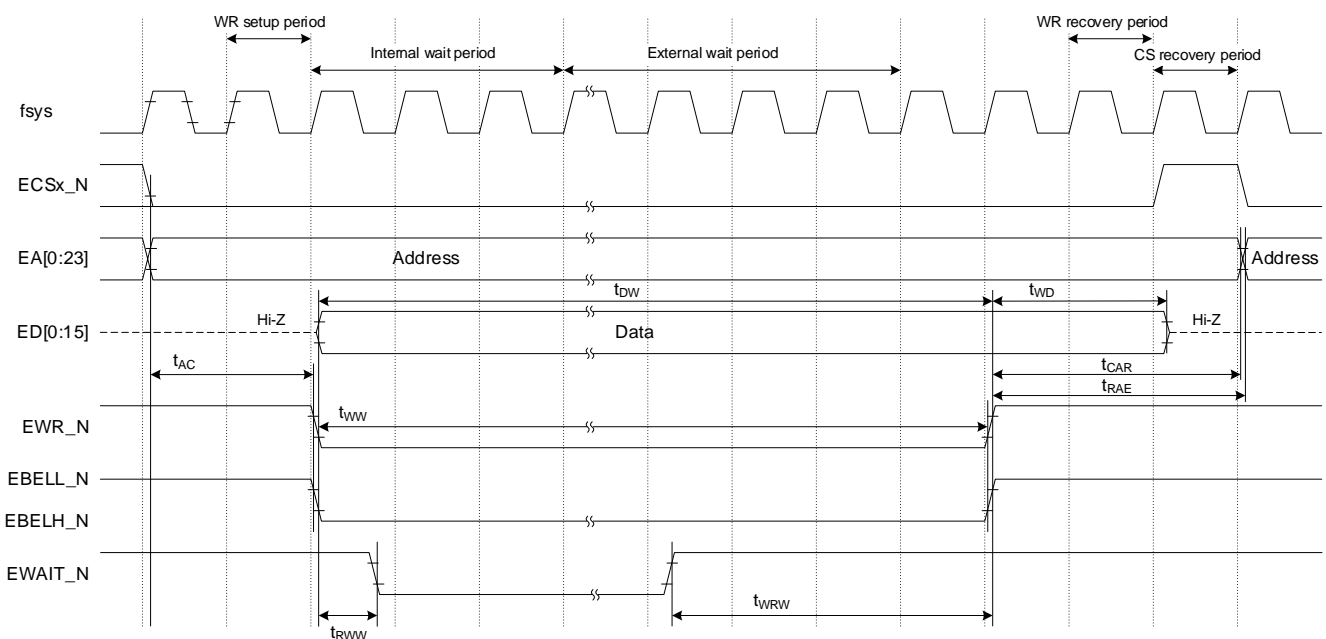 WR setup period
WR recovery period
Internal wait period
External wait period
CS recovery period
fsys
ECSx_N
EA[0:23]
Address
Address
tDW
tWD
ED[0:15]
Hi-Z
Data
Hi-Z
tAC
tCAR
tRAE
tWW
EWR_N
EBELL_N
EBELH_N
EWAIT_N
tWRW
tRWW